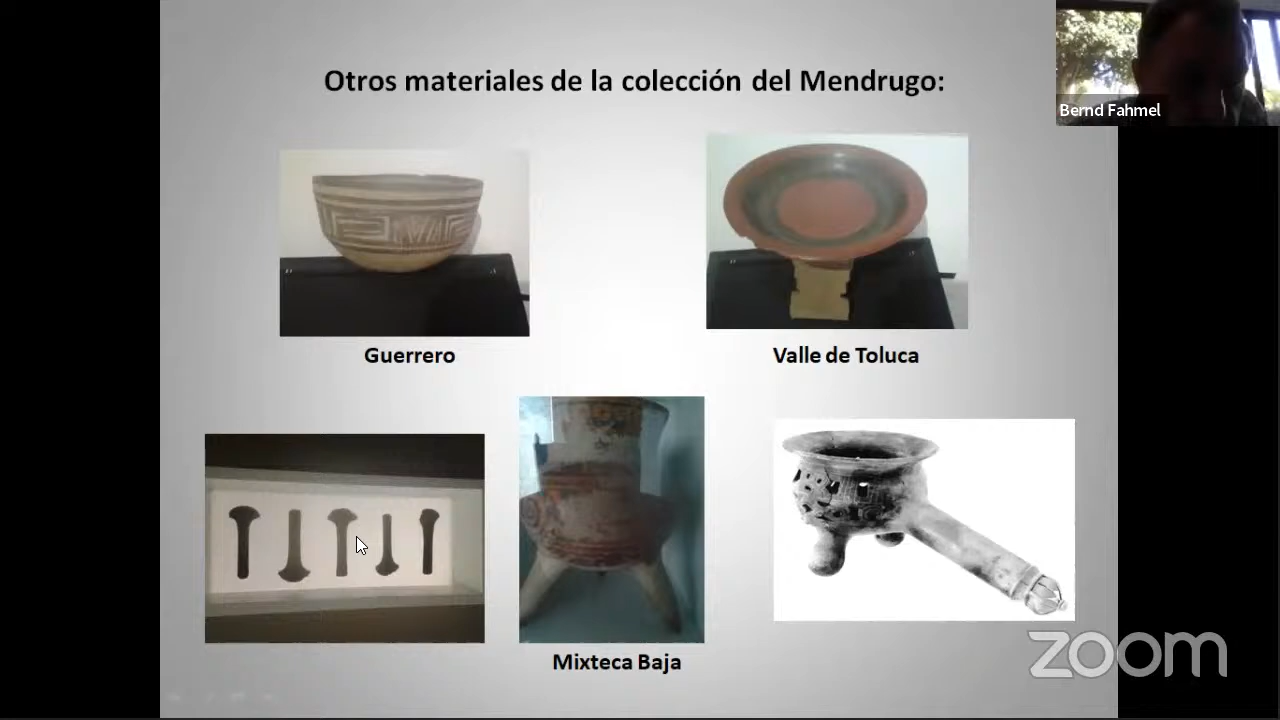 Otros materiales de la colección del Mendrugo:
Bernd Fahmel
Guerrero
Valle de Toluca
Mixteca Baja
zoom